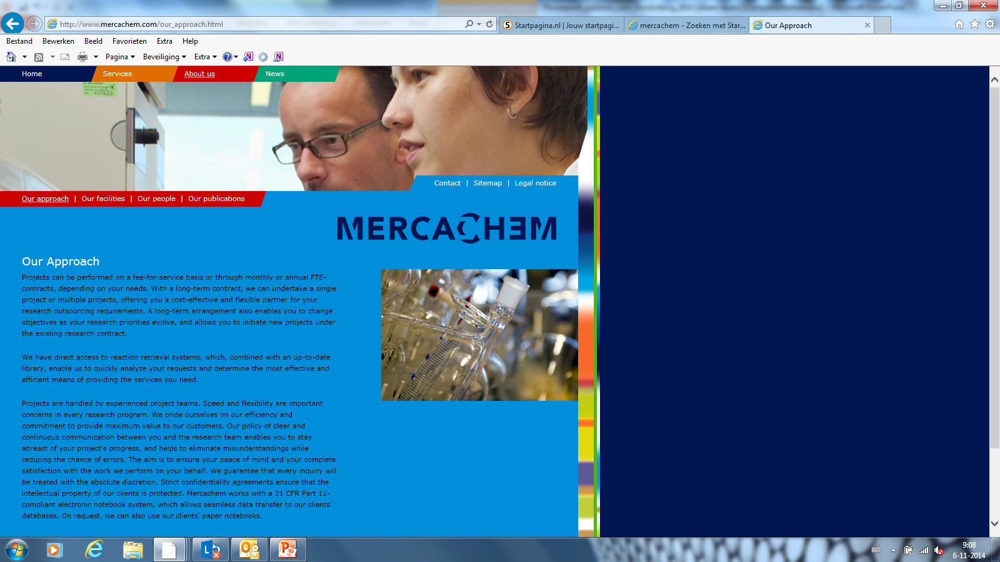 http://www.mercachem.com/our_approach.html
Startpagina.nl | Jouw startpagi...
mercachem - Zoeken met Star...
Our Approach
Bestand Bewerken Beeld Favorieten Extra Help
Pagina Beveiliging Extra
Home Services About us News
Contact | Sitemap | Legal notice
Our approach | Our facilities | Our people | Our publications
MERCACHEM
Our Approach
Projects can be performed on a fee-for-service basis or through monthly or annual FTE-
contracts, depending on your needs. With a long-term contract, we can undertake a single
project or multiple projects, offering you a cost-effective and flexible partner for your
research outsourcing requirements. A long-term arrangement also enables you to change
objectives as your research priorities evolve, and allows you to initiate new projects under
the existing research contract.
We have direct access to reaction retrieval systems, which, combined with an up-to-date
library, enable us to quickly analyze your requests and determine the most effective and
efficient means of providing the services you need.
Projects are handled by experienced project teams. Speed and flexibility are important
concerns in every research program. We pride ourselves on our efficiency and
commitment to provide maximum value to our customers. Our policy of clear and
continuous communication between you and the research team enables you to stay
abreast of your project's progress, and helps to eliminate misunderstandings while
reducing the chance of errors. The aim is to ensure your peace of mind and your complete
satisfaction with the work we perform on your behalf. We guarantee that every inquiry will
be treated with the absolute discretion. Strict confidentiality agreements ensure that the
intellectual property of our clients is protected. Mercachem works with a 21 CFR Part 11-
compliant electronic notebook system, which allows seamless data transfer to our clients'
databases. On request, we can also use our clients' paper notebooks.
9:08
6-11-2014